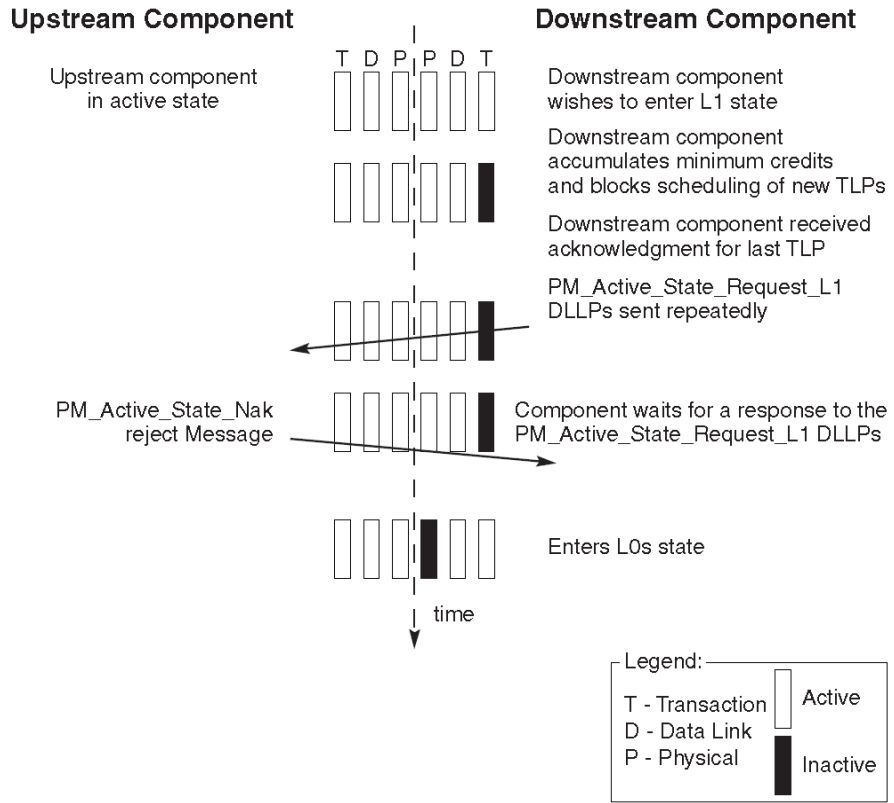 Upstream Component
Downstream Component
T D P P D T
Upstream component
in active state
Downstream component
wishes to enter L1 state
Downstream component
accumulates minimum credits
and blocks scheduling of new TLPs
Downstream component received
acknowledgment for last TLP
PM_Active_State_Request_L1
DLLPs sent repeatedly
PM_Active_State_Nak
reject Message
Component waits for a response to the
PM_Active_State_Request_L1 DLLPs
Enters L0s state
time
Legend:
T - Transaction
D - Data Link
P - Physical
Active
Inactive